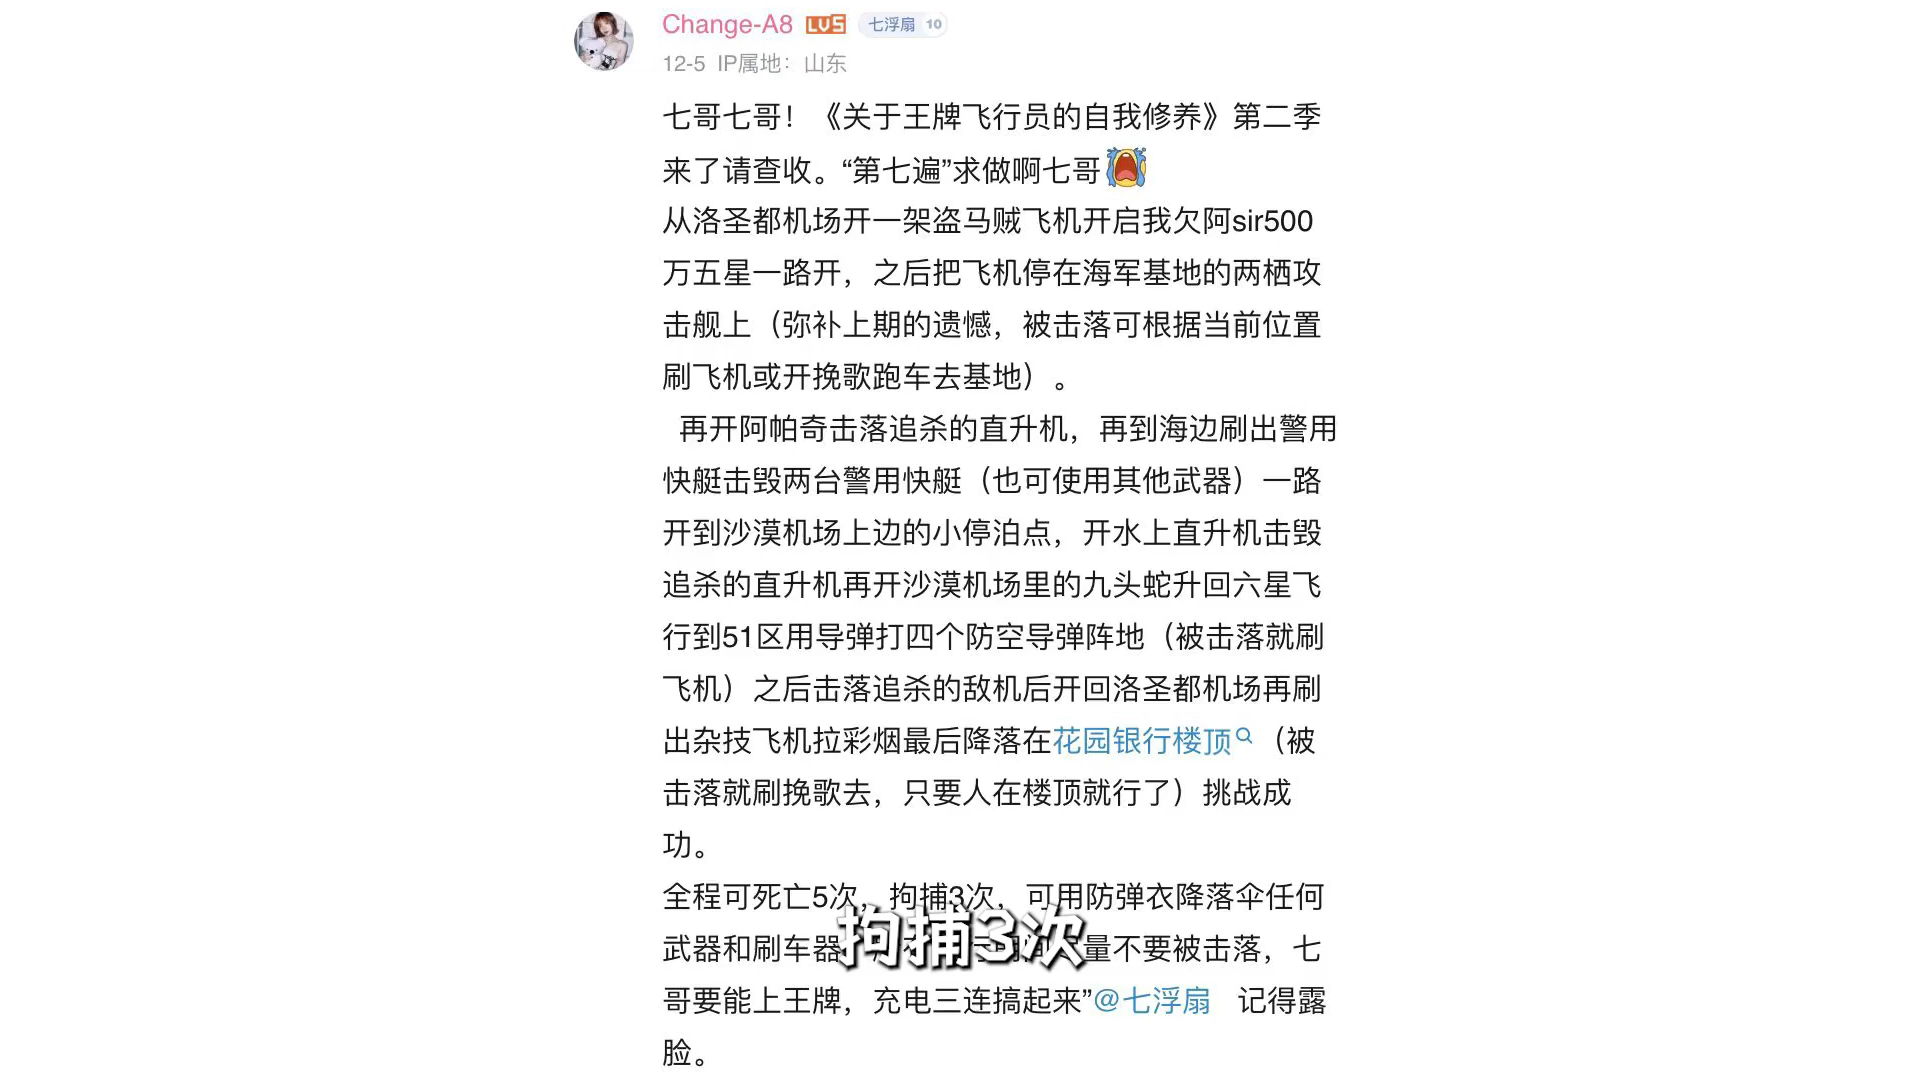 Change-A8 LV5 七浮扇 10
12-5 IP属地：山东
七哥七哥！《关于王牌飞行员的自我修养》第二季
来了请查收。“第七遍”求做啊七哥
从洛圣都机场开一架盗马贼飞机开启我欠阿sir500
万五星一路开，之后把飞机停在海军基地的两栖攻
击舰上（弥补上期的遗憾，被击落可根据当前位置
刷飞机或开挽歌跑车去基地）。
再开阿帕奇击落追杀的直升机，再到海边刷出警用
快艇击毁两台警用快艇（也可使用其他武器）一路
开到沙漠机场上边的小停泊点，开水上直升机击毁
追杀的直升机再开沙漠机场里的九头蛇升回六星飞
行到51区用导弹打四个防空导弹阵地（被击落就刷
飞机）之后击落追杀的敌机后开回洛圣都机场再刷
出杂技飞机拉彩烟最后降落在花园银行楼顶（被
击落就刷挽歌去，只要人在楼顶就行了）挑战成
功。
全程可死亡5次，拘捕3次，可用防弹衣降落伞任何
武器和刷车器 量不要被击落，七
拘捕3次
哥要能上王牌，充电三连搞起来”@七浮扇 记得露
脸。